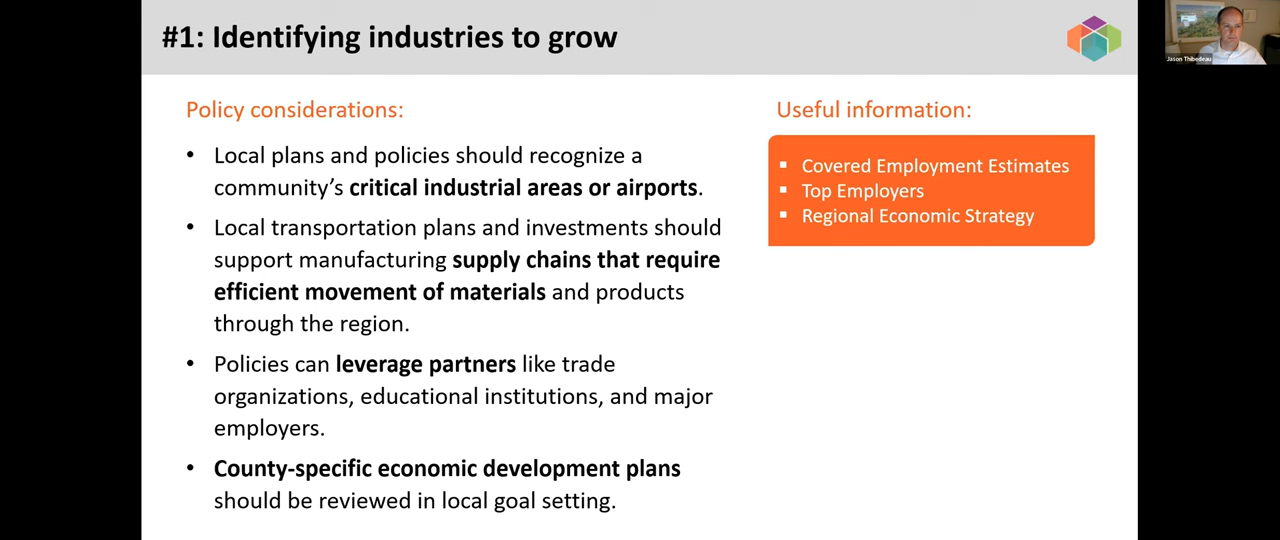 #1: Identifying industries to grow
Jason Thibedeau
Policy considerations:
• Local plans and policies should recognize a
community’s critical industrial areas or airports.
• Local transportation plans and investments should
support manufacturing supply chains that require
efficient movement of materials and products
through the region.
• Policies can leverage partners like trade
organizations, educational institutions, and major
employers.
• County-specific economic development plans
should be reviewed in local goal setting.
Useful information:
▪ Covered Employment Estimates
▪ Top Employers
▪ Regional Economic Strategy